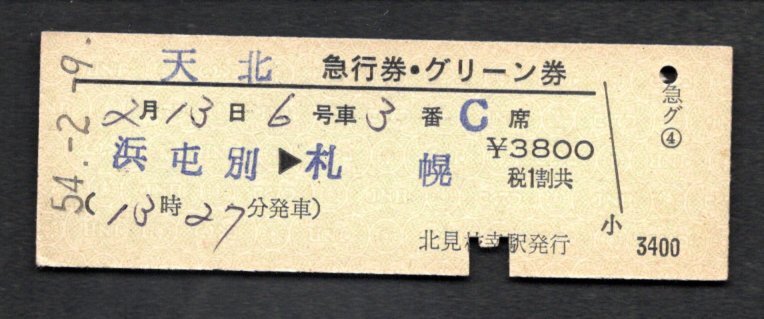 天北 急行券・グリーン券
2月13日6号車3番C席
浜屯別▶札幌 ¥3800
税1割共
(13時27分発車)
北見枝幸駅発行
54.-2.-9.
急グ④
小
3400